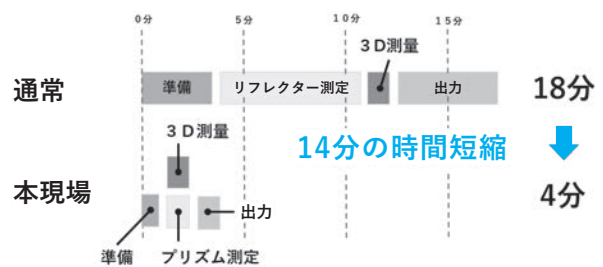 0分 5分 10分 15分
3D測量
通常 準備 リフレクター測定 出力 18分
3D測量
14分の時間短縮
本現場 4分
出力
準備 プリズム測定